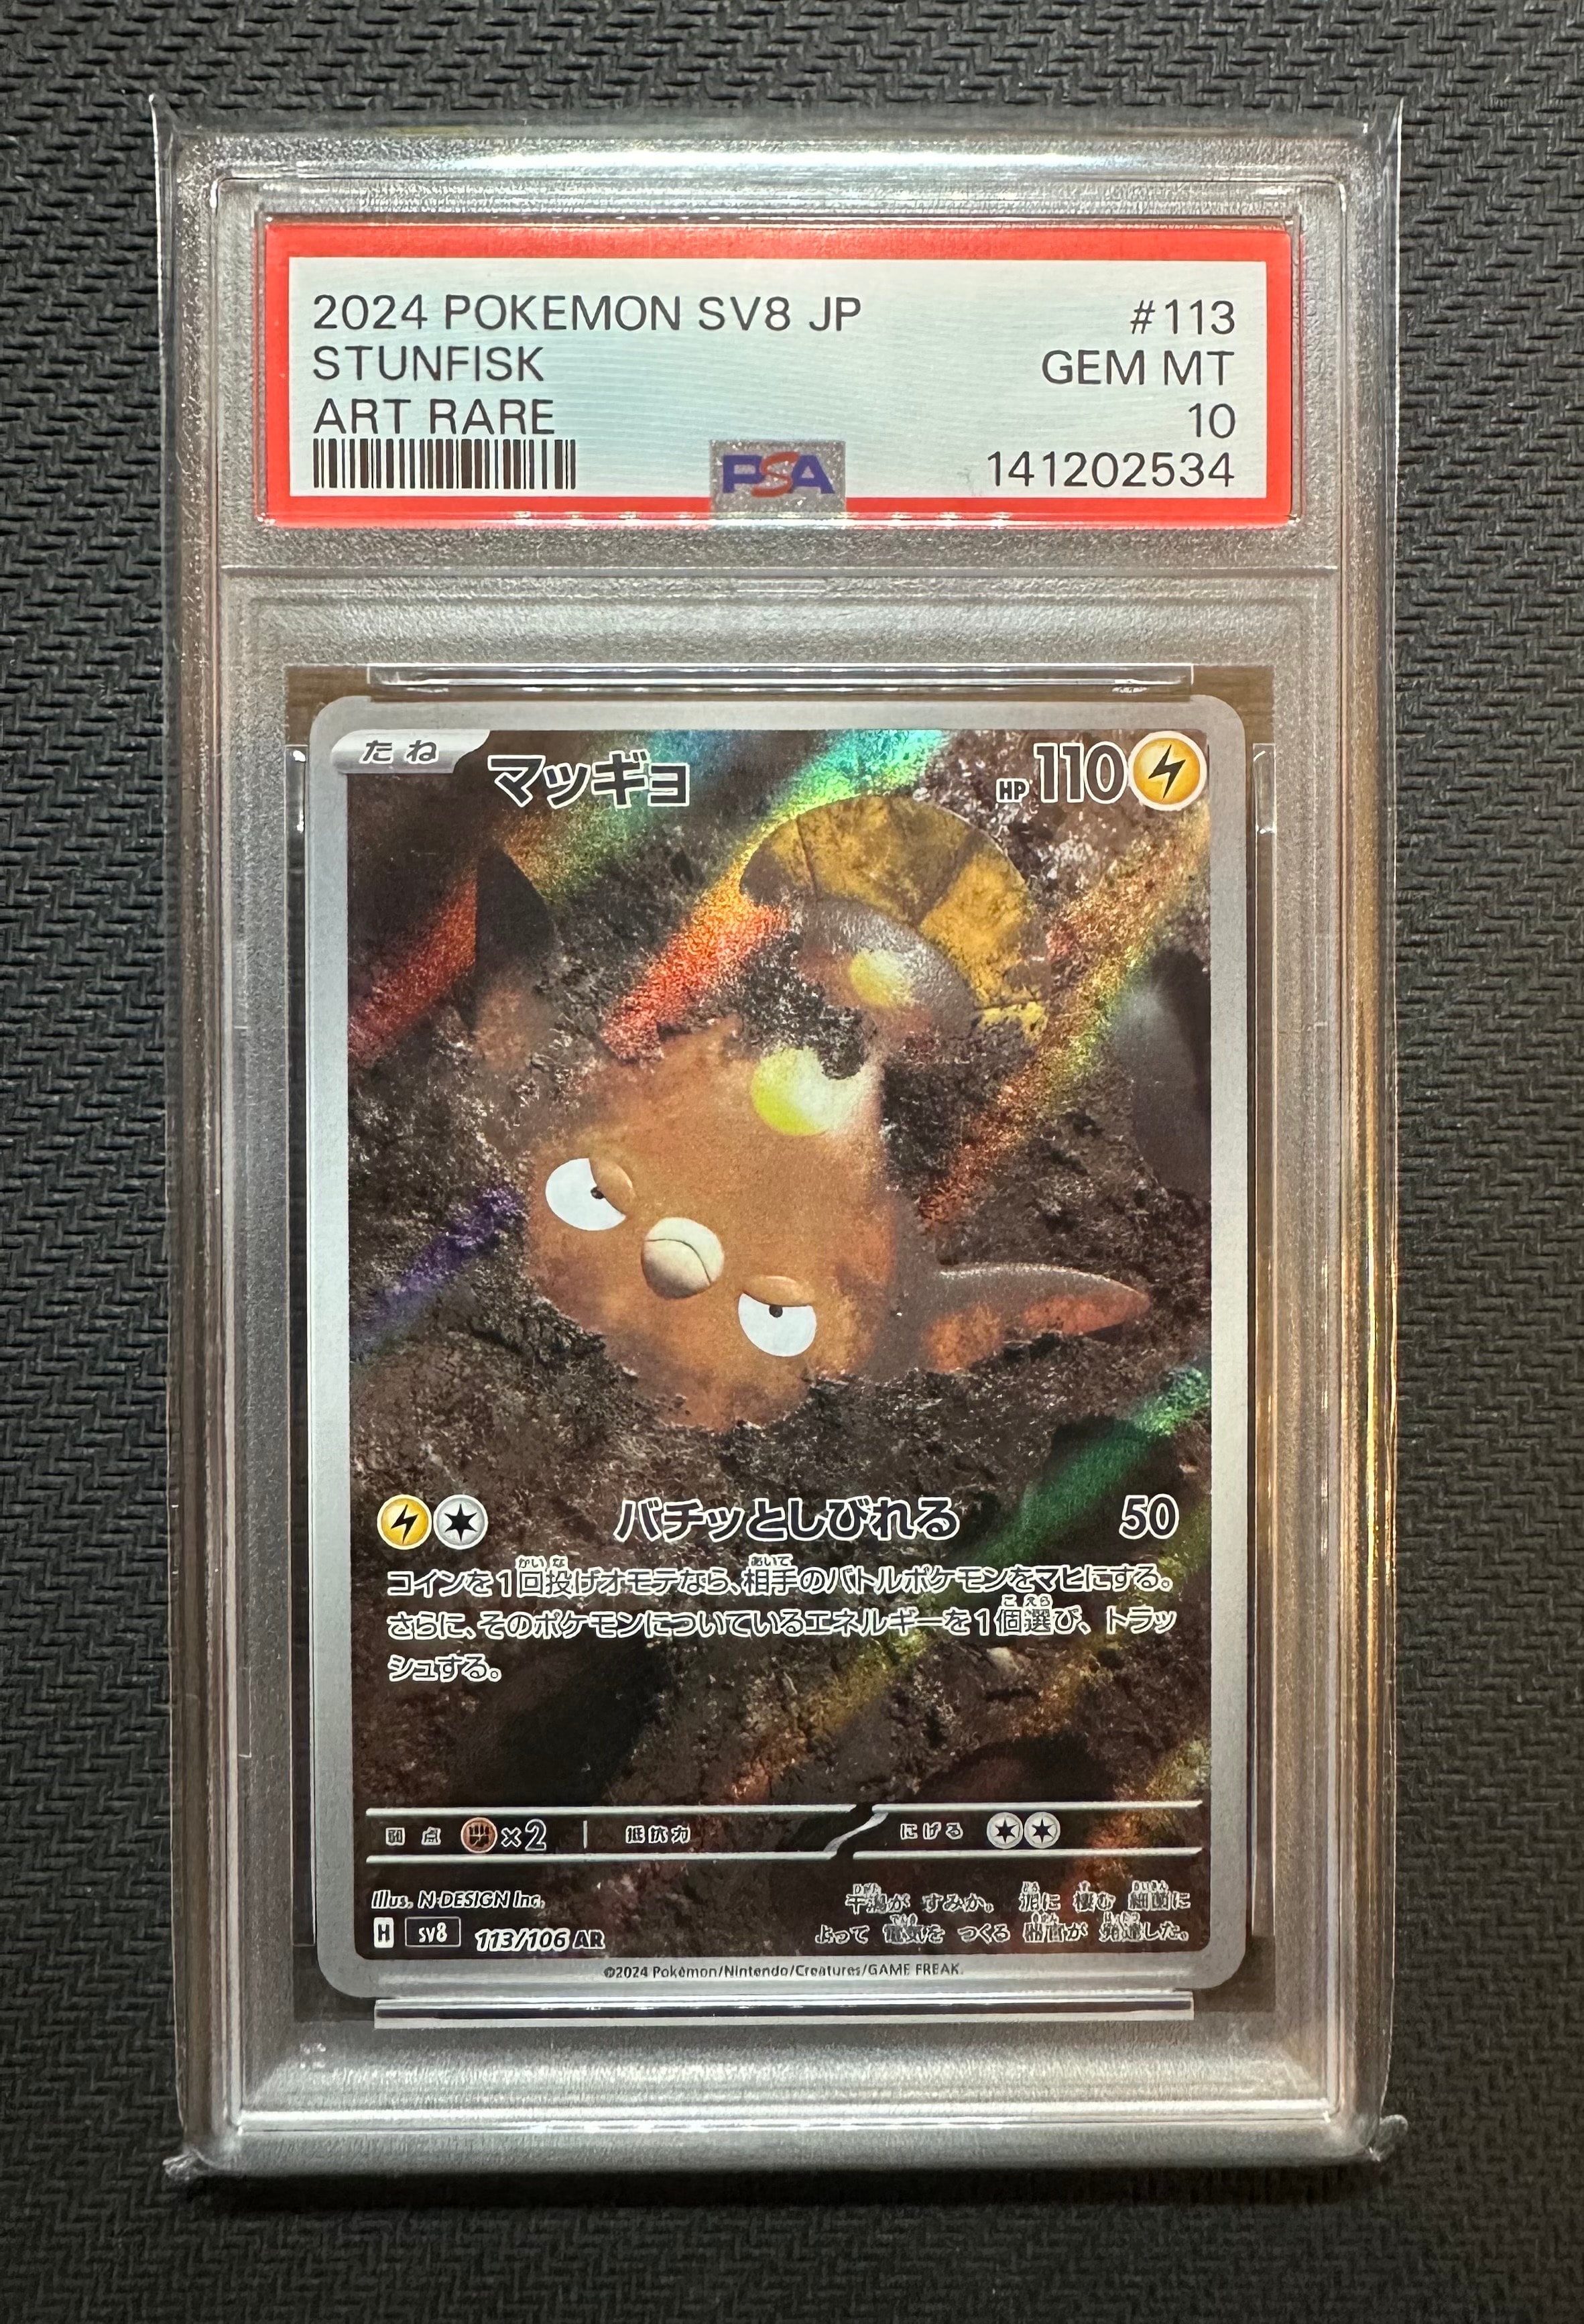 2024 POKEMON SV8 JP #113
STUNFISK GEM MT
ART RARE 10
PSA 141202534
たね マッギョ HP110
バチッとしびれる 50
コインを1回投げオモテなら、相手のバトルポケモンをマヒにする。
さらに、そのポケモンについているエネルギーを1個選び、トラッ
シュする。
弱点 ×2 抵抗力 にげる
Illus. N-DESIGN Inc.
H SV8 113/106 AR
干潟が すみか。 泥に 棲む 細菌に
よって 電気を つくる 器官が 発達した。
©2024 Pokémon/Nintendo/Creatures/GAME FREAK.